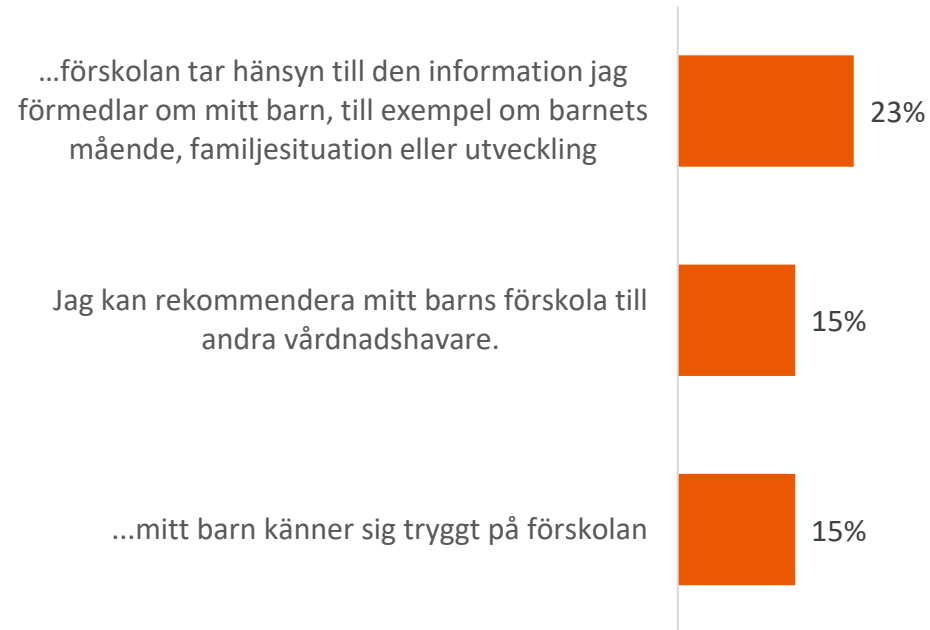 ...förskolan tar hänsyn till den information jag
förmedlar om mitt barn, till exempel om barnets
mående, familjesituation eller utveckling
23%
Jag kan rekommendera mitt barns förskola till
andra vårdnadshavare.
15%
...mitt barn känner sig tryggt på förskolan
15%